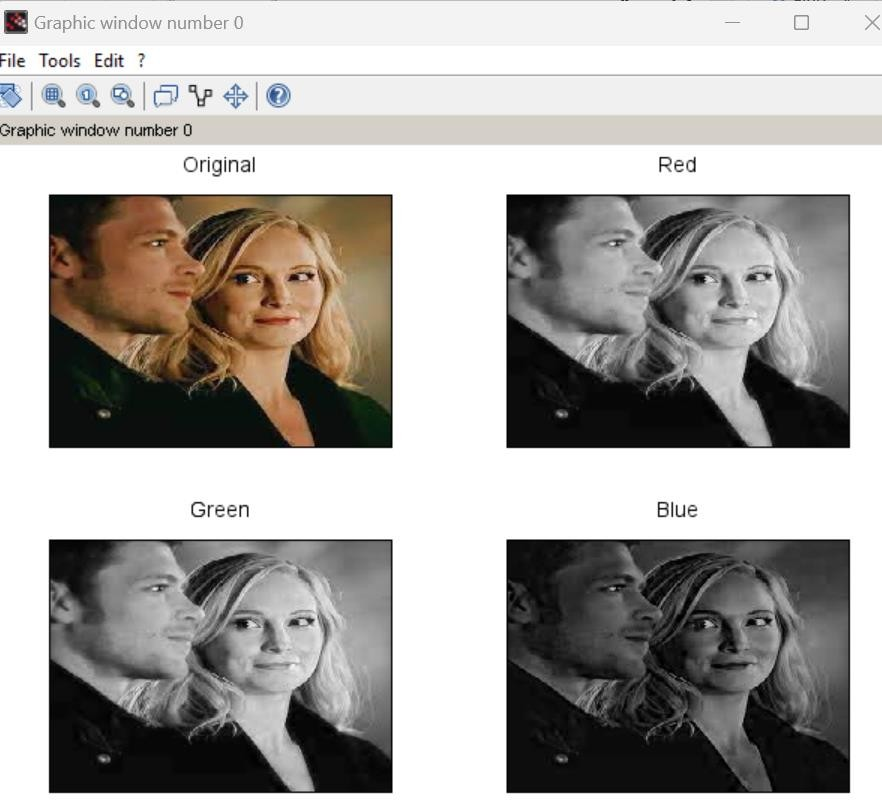 Graphic window number 0
File Tools Edit ?
Graphic window number 0
Original
Red
Green
Blue